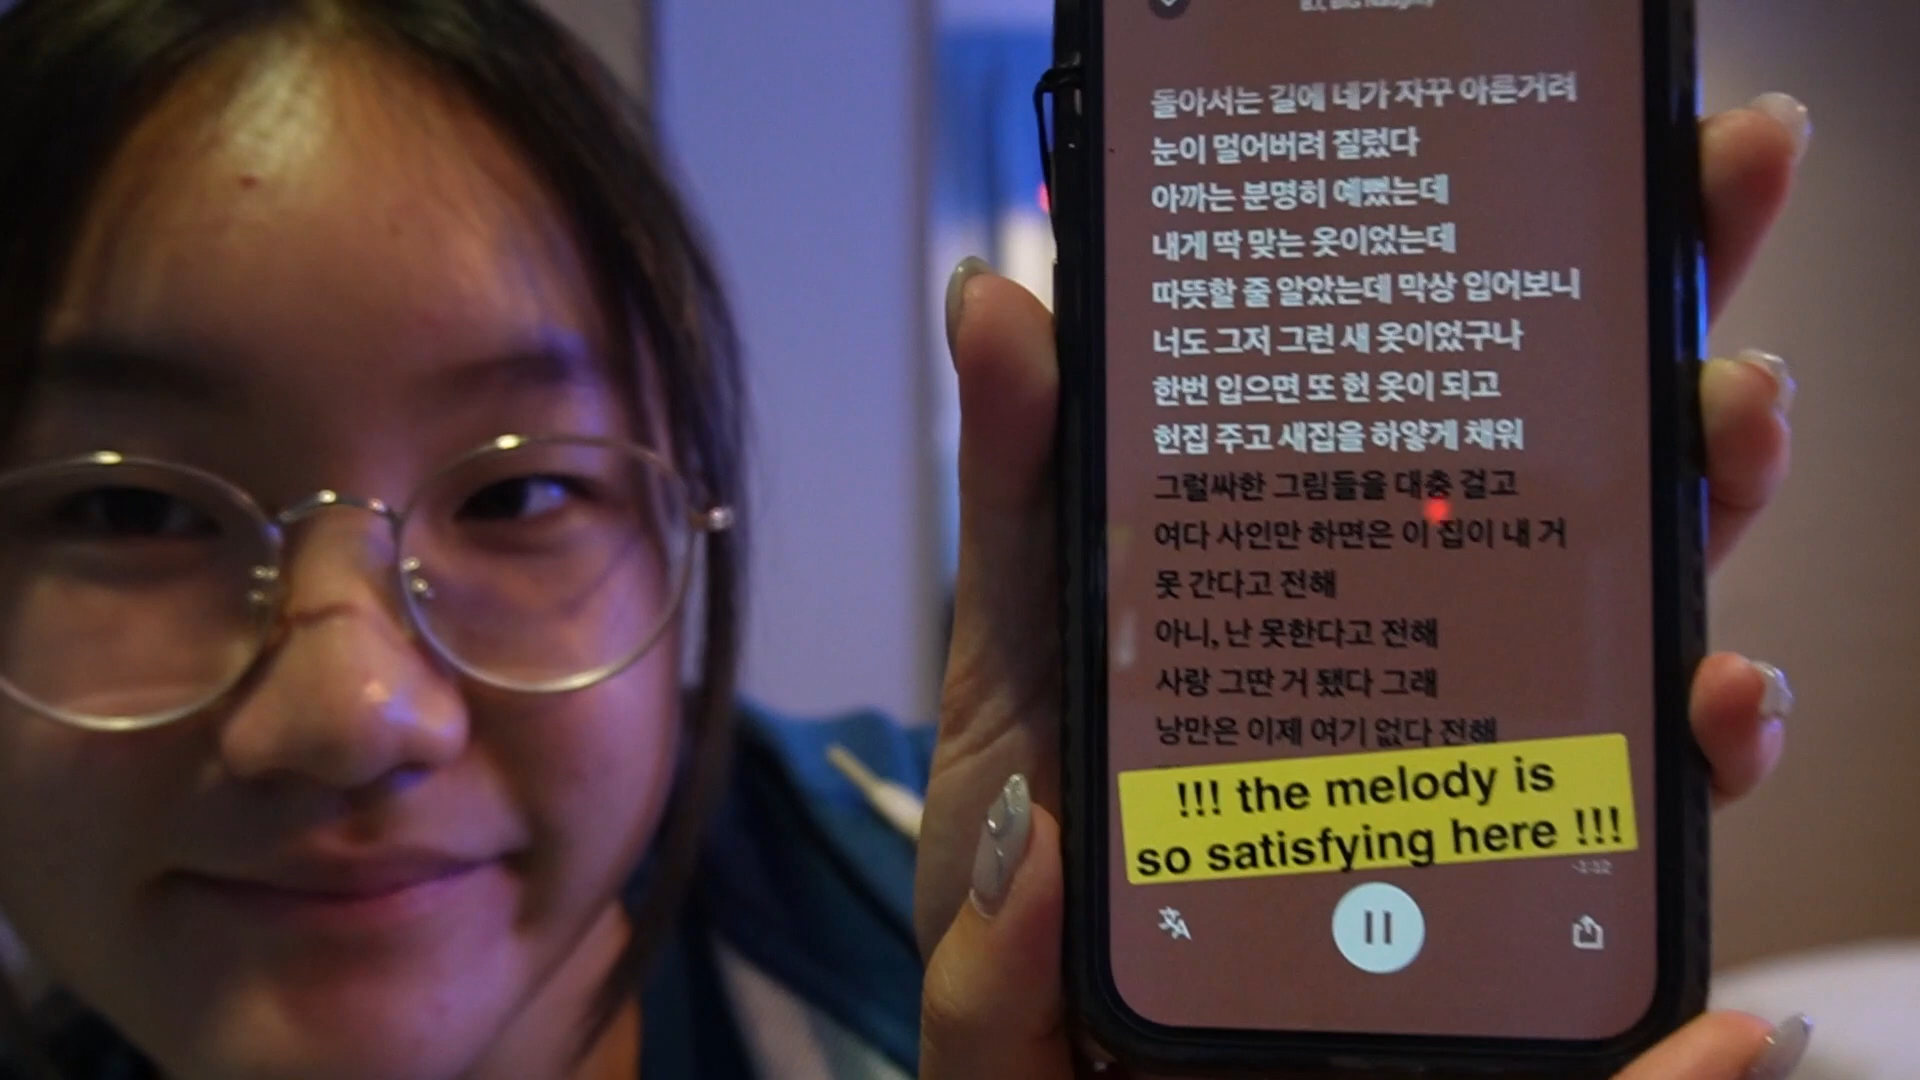 B.I, BIG Naughty
돌아서는 길에 네가 자꾸 아른거려
눈이 멀어버려 질렀다
아까는 분명히 예뻤는데
내게 딱 맞는 옷이었는데
따뜻할 줄 알았는데 막상 입어보니
너도 그저 그런 새 옷이었구나
한번 입으면 또 헌 옷이 되고
헌집 주고 새집을 하얗게 채워
그럴싸한 그림들을 대충 걸고
여다 사인만 하면은 이 집이 내 거
못 간다고 전해
아니, 난 못한다고 전해
사랑 그딴 거 됐다 그래
낭만은 이제 여기 없다 전해
!!! the melody is
so satisfying here !!!